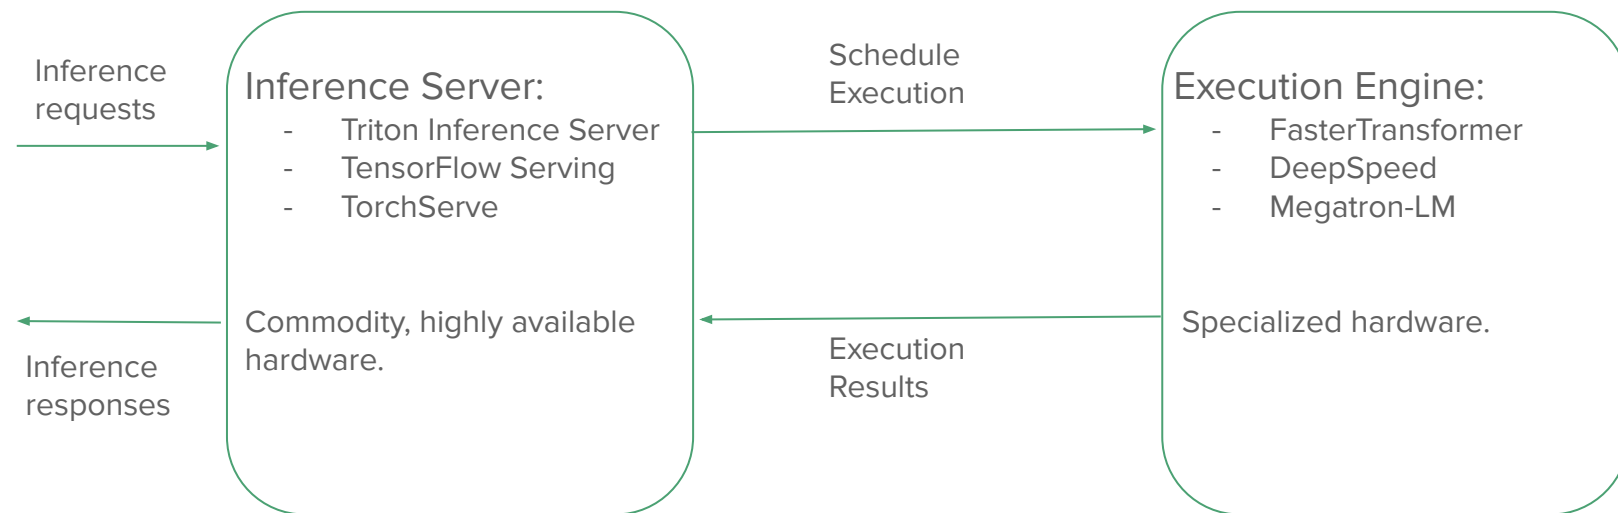 Inference
requests
Inference Server:
- Triton Inference Server
- TensorFlow Serving
- TorchServe
Commodity, highly available
hardware.
Inference
responses
Schedule
Execution
Execution
Results
Execution Engine:
- FasterTransformer
- DeepSpeed
- Megatron-LM
Specialized hardware.